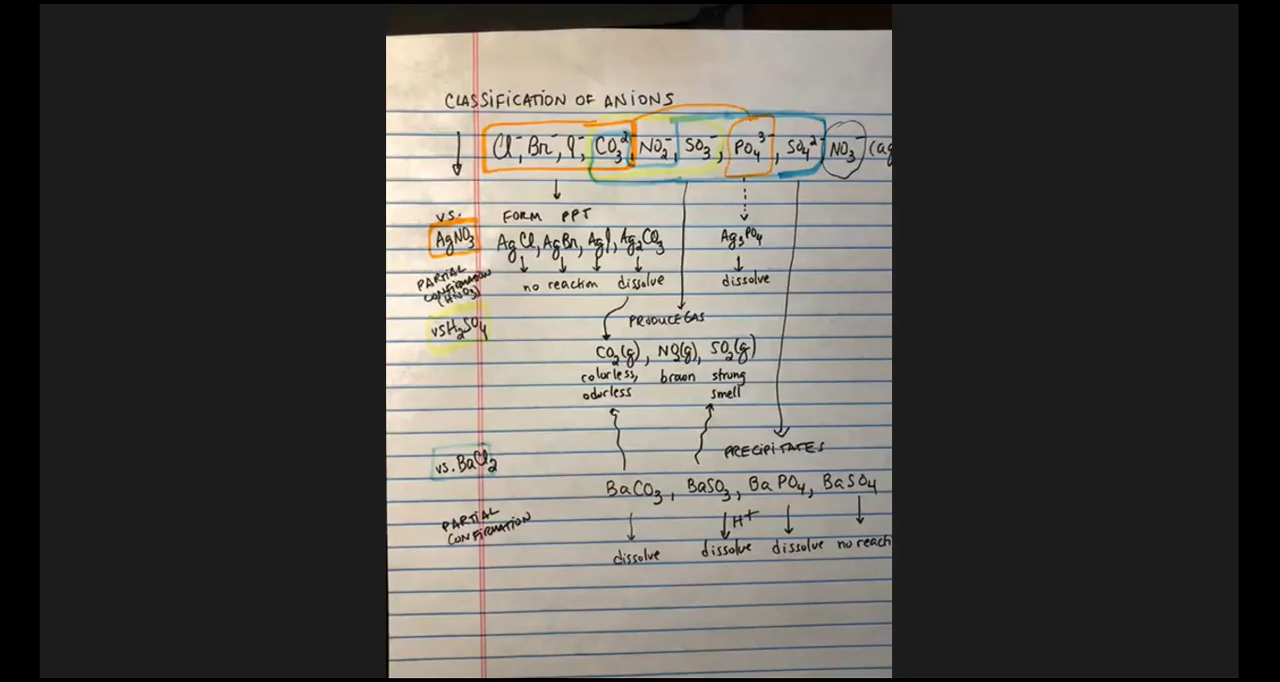 CLASSIFICATION OF ANIONS
Cl⁻, Br⁻, I⁻, CO₃²⁻, NO₂⁻, SO₃⁻, PO₄³⁻, SO₄²⁻, NO₃⁻ (aq
vs. FORM PPT
AgNO₃ AgCl, AgBr, AgI, Ag₂CO₃ Ag₃PO₄
PARTIAL CONFIRMATION (HNO₃) no reaction dissolve dissolve
vs H₂SO₄ PRODUCE GAS
CO₂(g), NO₂(g), SO₂(g)
colorless, brown strong
odorless smell
PRECIPITATES
vs. BaCl₂
BaCO₃, BaSO₃, BaPO₄, BaSO₄
PARTIAL CONFIRMATION H⁺
dissolve dissolve dissolve no reacti